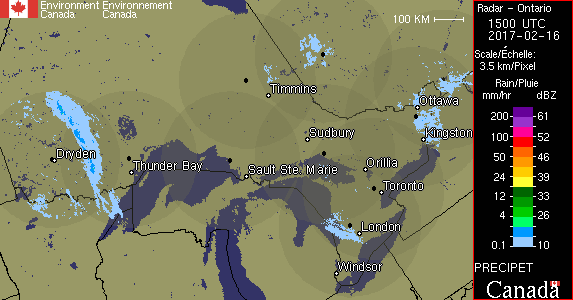 Environment Environnement
Canada Canada
100 KM
Timmins
Ottawa
Sudbury
Kingston
Dryden
Thunder Bay
Sault Ste. Marie
Orillia
Toronto
London
Windsor
Radar - Ontario
1500 UTC
2017-02-16
Scale/Échelle:
3.5 km/Pixel
Rain/Pluie
mm/hr dBZ
200 61
100 52
50 46
24 39
12 33
4 26
1 20
0.1 10
PRECIPET
Canada